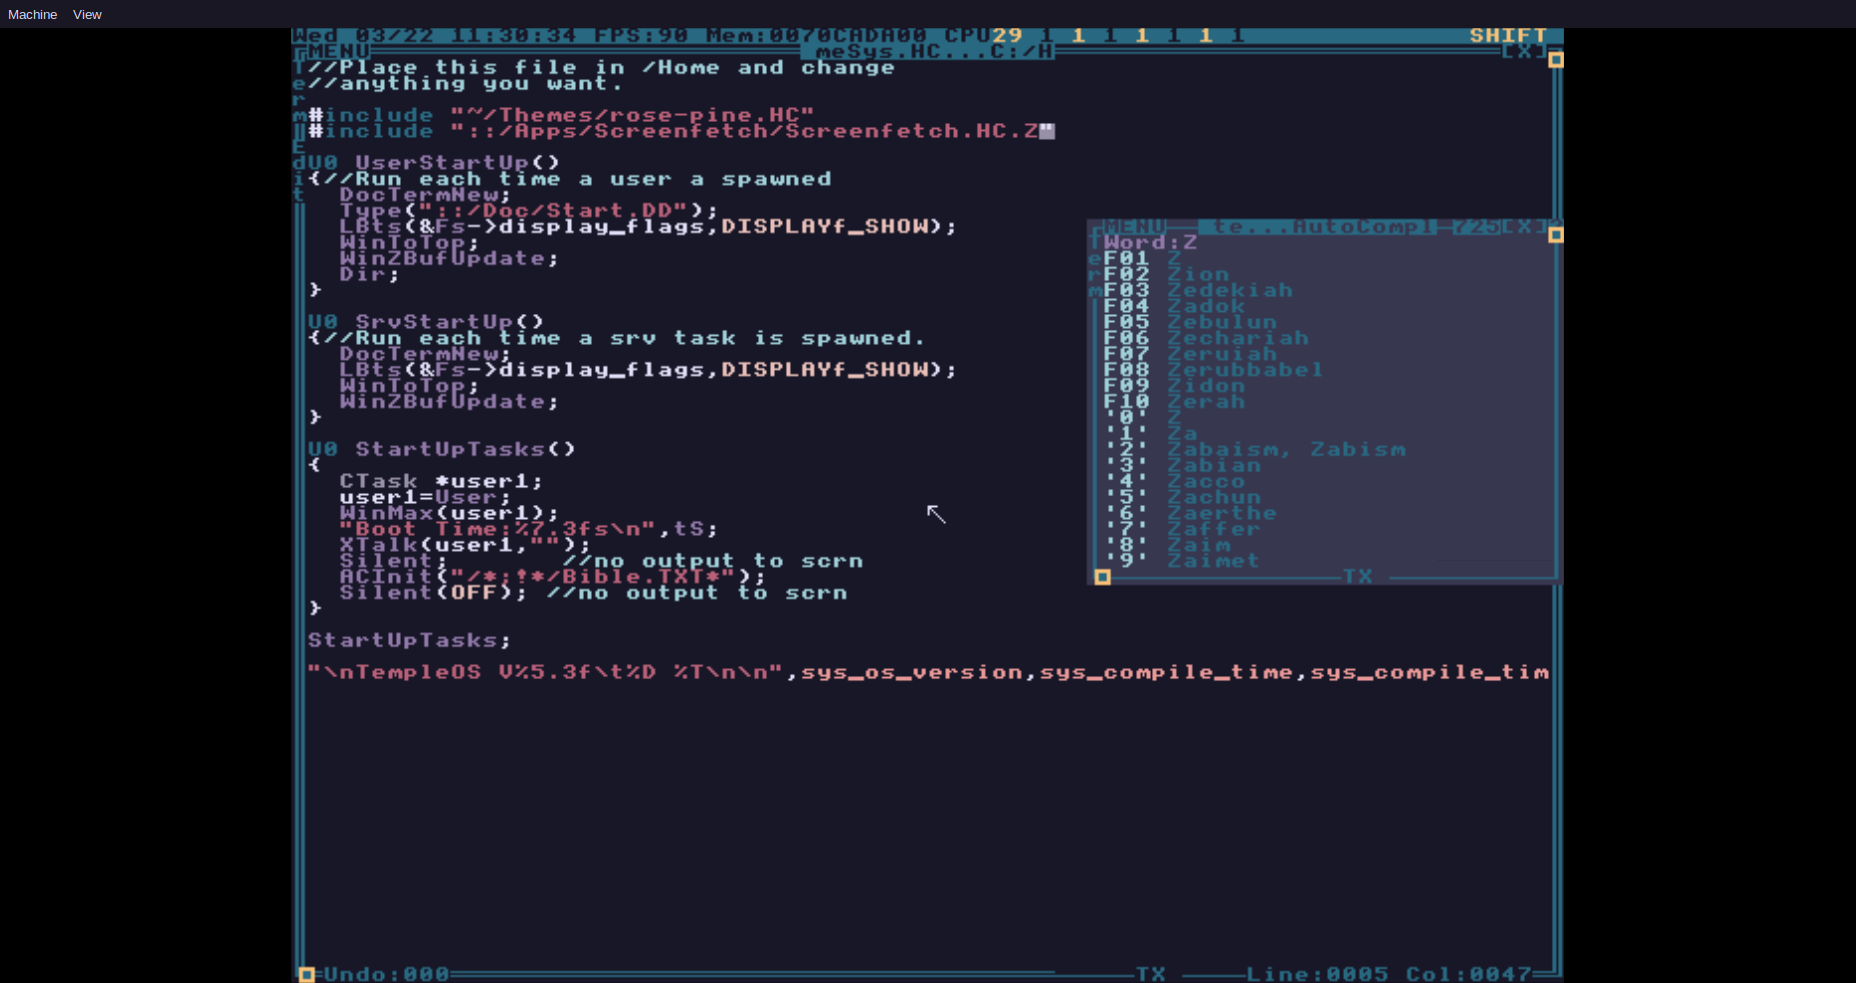 Machine View
Wed 03/22 11:30:34 FPS:90 Mem:0070CADA00 CPU29 1 1 1 1 1 1 1 SHIFT
MENU meSys.HC...C:/H [X]
Term
Edit
//Place this file in /Home and change
//anything you want.
#include "~/Themes/rose-pine.HC"
#include "::/Apps/Screenfetch/Screenfetch.HC.Z"
U0 UserStartUp()
{//Run each time a user a spawned
DocTermNew;
Type("::/Doc/Start.DD");
LBts(&Fs->display_flags,DISPLAYf_SHOW);
WinToTop;
WinZBufUpdate;
Dir;
}
U0 SrvStartUp()
{//Run each time a srv task is spawned.
DocTermNew;
LBts(&Fs->display_flags,DISPLAYf_SHOW);
WinToTop;
WinZBufUpdate;
}
U0 StartUpTasks()
{
CTask *user1;
user1=User;
WinMax(user1);
"Boot Time:%7.3fs\n",tS;
XTalk(user1,"");
Silent; //no output to scrn
ACInit("/*;!*/Bible.TXT*");
Silent(OFF); //no output to scrn
}
StartUpTasks;
"\nTempleOS V%5.3f\t%D %T\n\n",sys_os_version,sys_compile_time,sys_compile_tim
MENU te...AutoCompl 725[X]
Term
Word:Z
F01 Z
F02 Zion
F03 Zedekiah
F04 Zadok
F05 Zebulun
F06 Zechariah
F07 Zeruiah
F08 Zerubbabel
F09 Zidon
F10 Zerah
'0' Z
'1' Za
'2' Zabaism, Zabism
'3' Zabian
'4' Zacco
'5' Zachun
'6' Zaerthe
'7' Zaffer
'8' Zaim
'9' Zaimet
TX
Undo:000 TX Line:0005 Col:0047